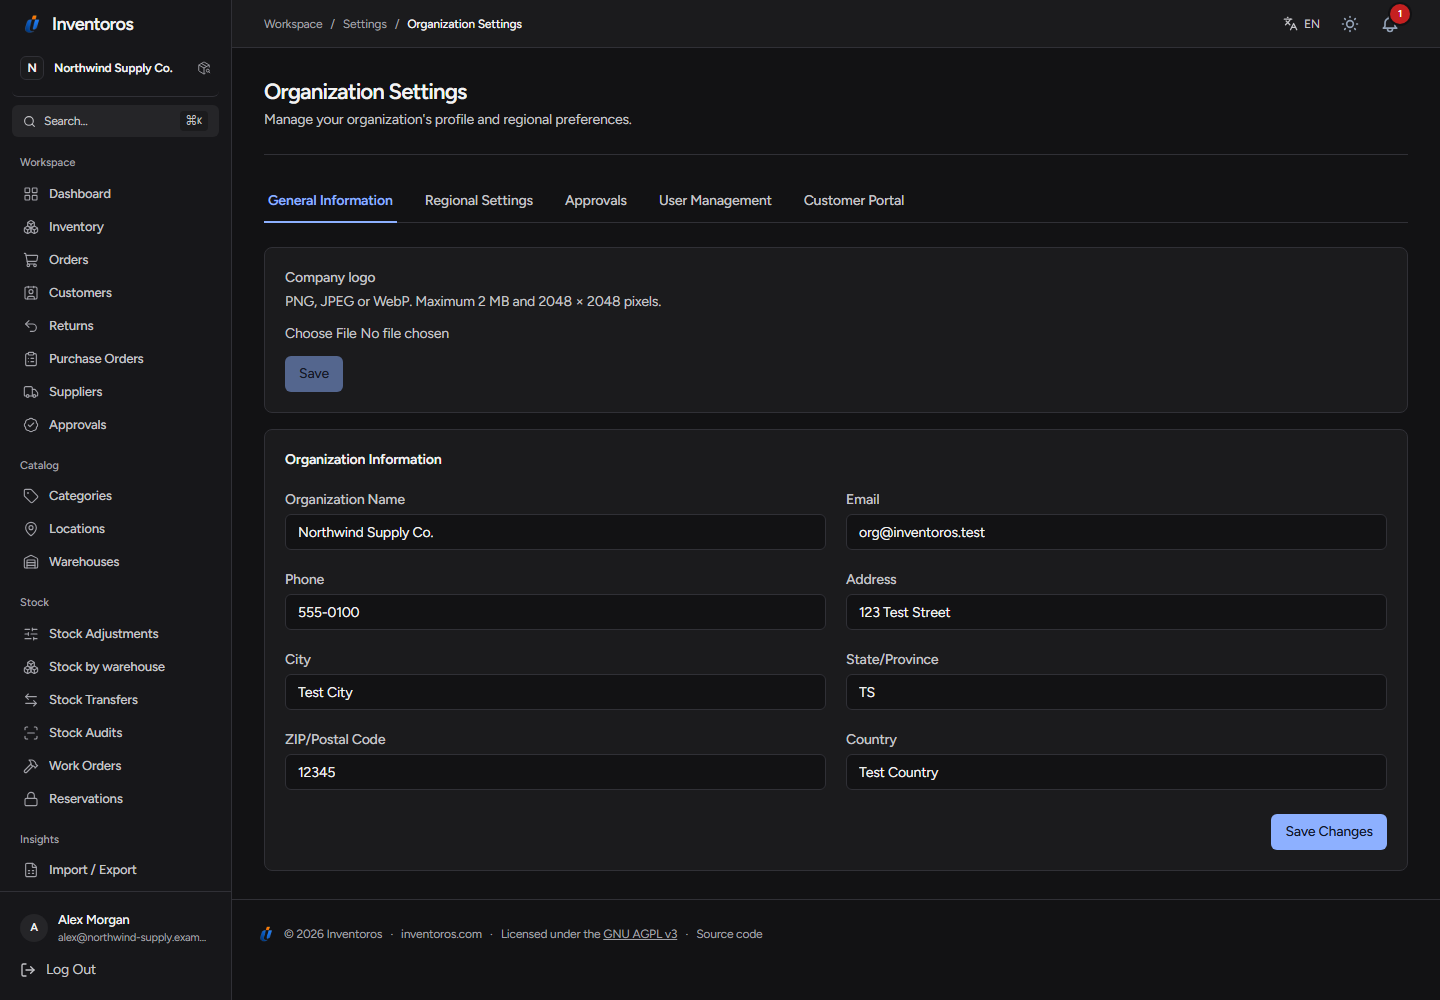 Inventoros
N Northwind Supply Co.
Search... ⌘K
Workspace
Dashboard
Inventory
Orders
Customers
Returns
Purchase Orders
Suppliers
Approvals
Catalog
Categories
Locations
Warehouses
Stock
Stock Adjustments
Stock by warehouse
Stock Transfers
Stock Audits
Work Orders
Reservations
Insights
Import / Export
A
Alex Morgan
alex@northwind-supply.exam...
Log Out
Workspace / Settings / Organization Settings
EN
1
Organization Settings
Manage your organization's profile and regional preferences.
General Information Regional Settings Approvals User Management Customer Portal
Company logo
PNG, JPEG or WebP. Maximum 2 MB and 2048 × 2048 pixels.
Choose File No file chosen
Save
Organization Information
Organization Name
Northwind Supply Co.
Email
org@inventoros.test
Phone
555-0100
Address
123 Test Street
City
Test City
State/Province
TS
ZIP/Postal Code
12345
Country
Test Country
Save Changes
© 2026 Inventoros · inventoros.com · Licensed under the GNU AGPL v3 · Source code